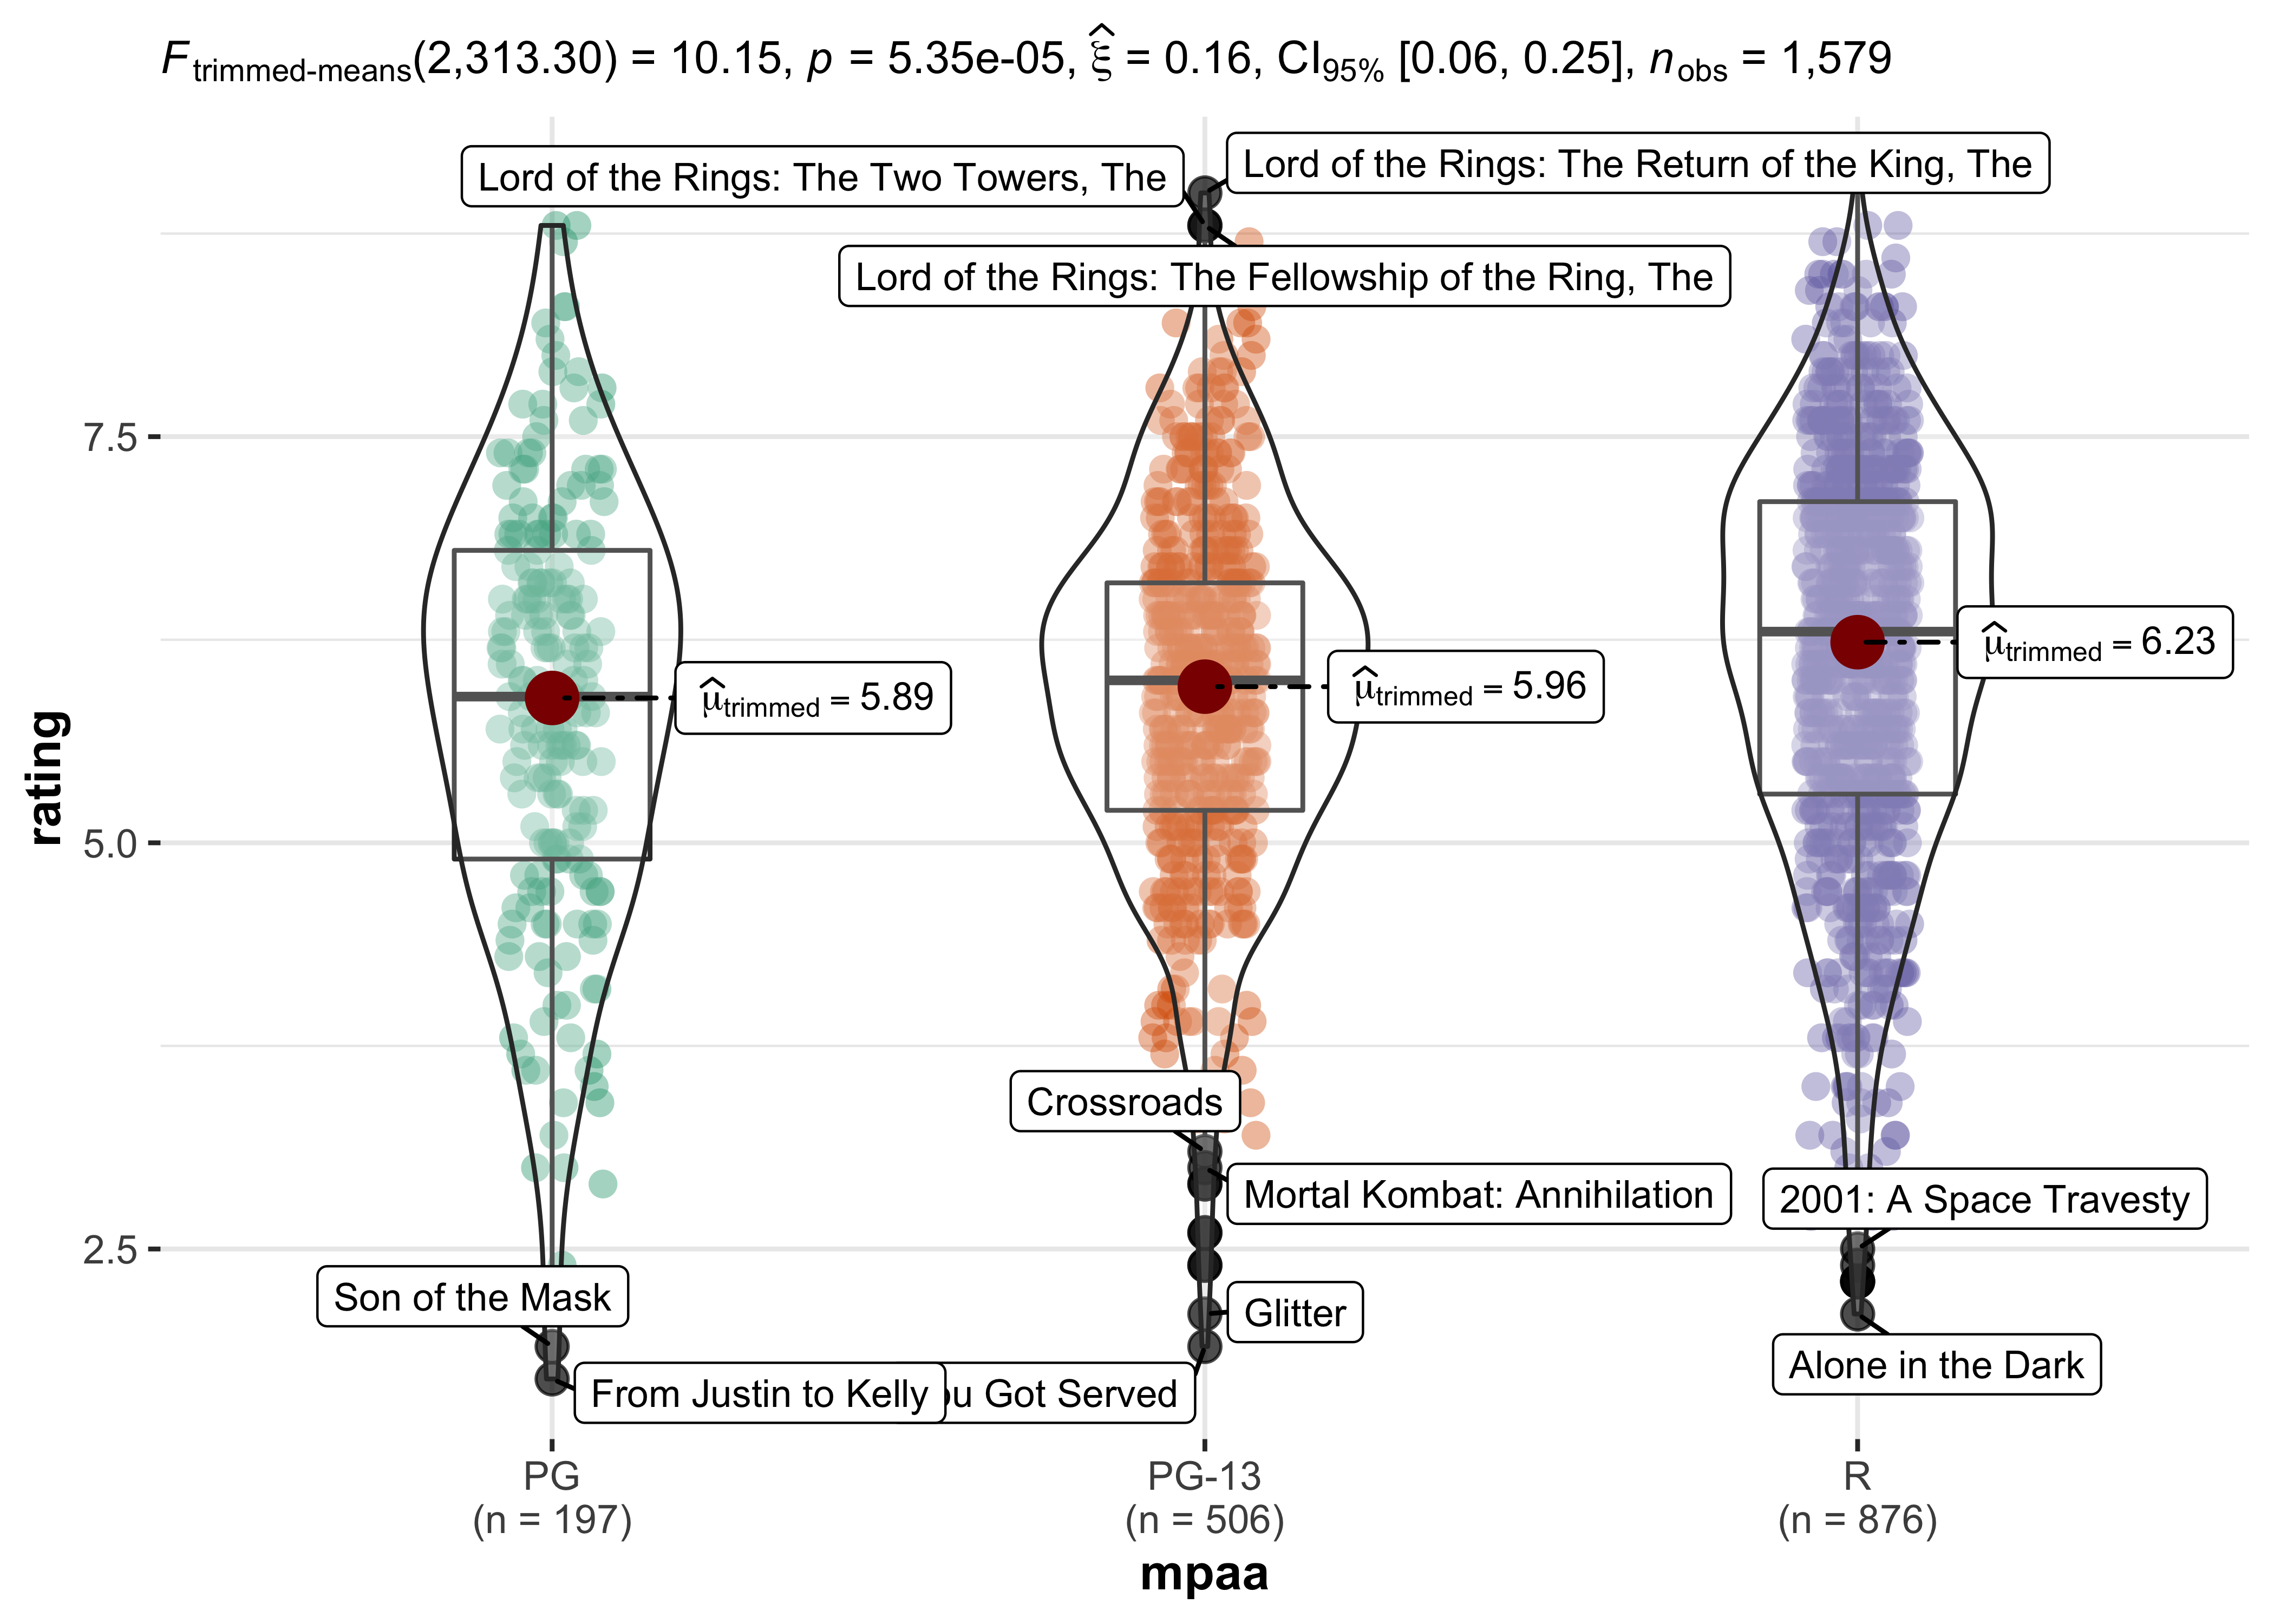 F trimmed-means(2,313.30) = 10.15, p = 5.35e-05, ξ̂ = 0.16, CI95% [0.06, 0.25], nobs = 1,579
Lord of the Rings: The Return of the King, The
Lord of the Rings: The Two Towers, The
Lord of the Rings: The Fellowship of the Ring, The
7.5
μ̂trimmed = 5.89
μ̂trimmed = 5.96
μ̂trimmed = 6.23
rating
5.0
Crossroads
Mortal Kombat: Annihilation
2001: A Space Travesty
2.5
Son of the Mask
Glitter
Alone in the Dark
From Justin to Kelly
Got Served
PG
(n = 197)
PG-13
(n = 506)
R
(n = 876)
mpaa